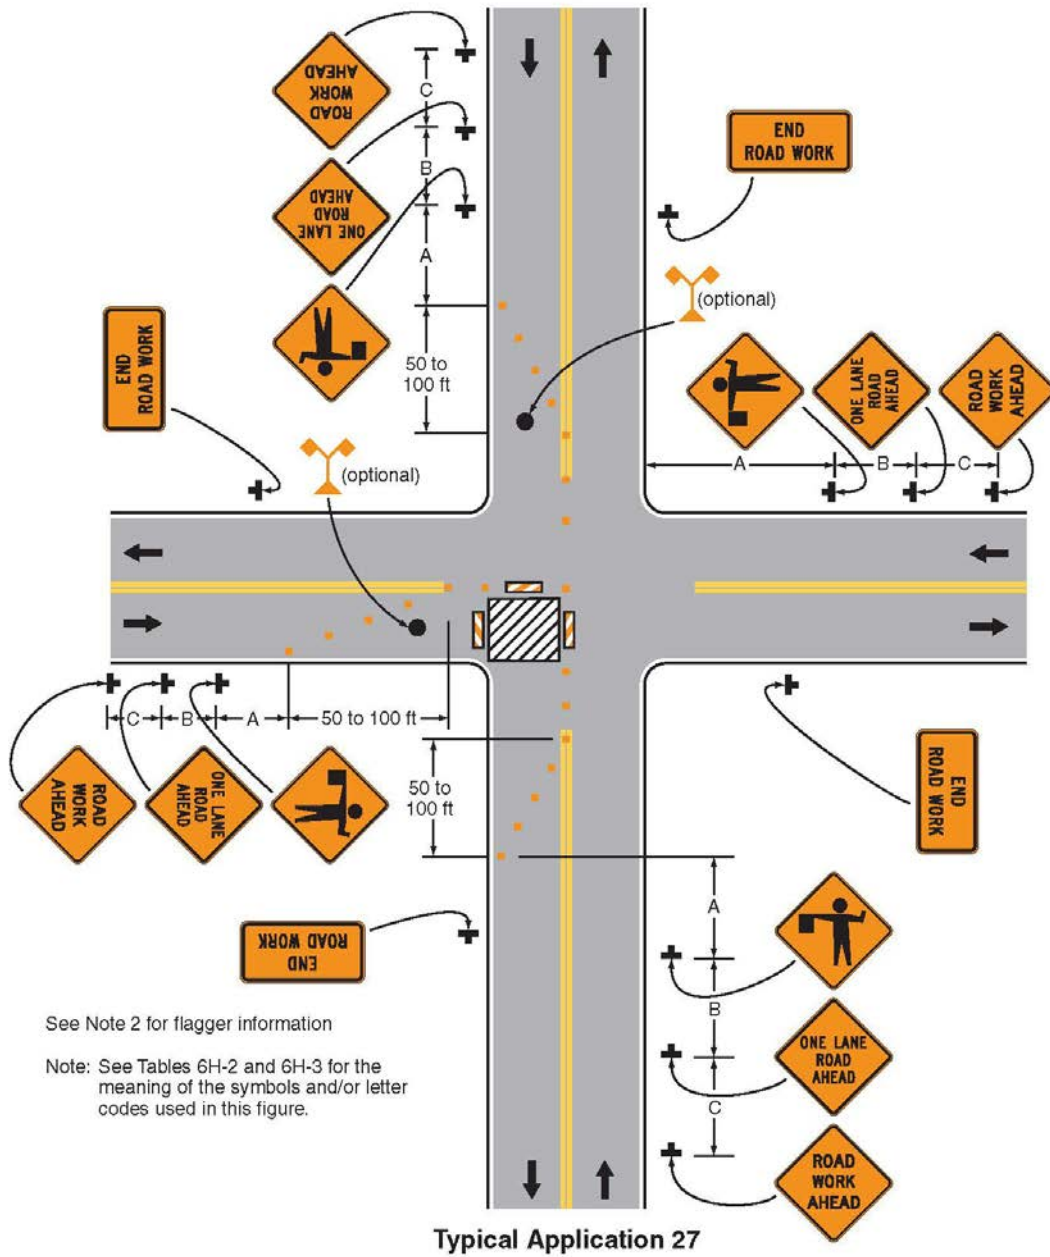 ROAD
WORK
AHEAD
C
END
ROAD WORK
B
ONE LANE
ROAD
AHEAD
A
(optional)
50 to
100 ft
END
ROAD WORK
ONE LANE
ROAD
AHEAD
ROAD
WORK
AHEAD
A
B
C
(optional)
C
B
A
50 to 100 ft
ROAD
WORK
AHEAD
ONE LANE
ROAD
AHEAD
50 to
100 ft
END
ROAD WORK
A
END
ROAD WORK
B
ONE LANE
ROAD
AHEAD
C
ROAD
WORK
AHEAD
See Note 2 for flagger information
Note: See Tables 6H-2 and 6H-3 for the
meaning of the symbols and/or letter
codes used in this figure.
Typical Application 27